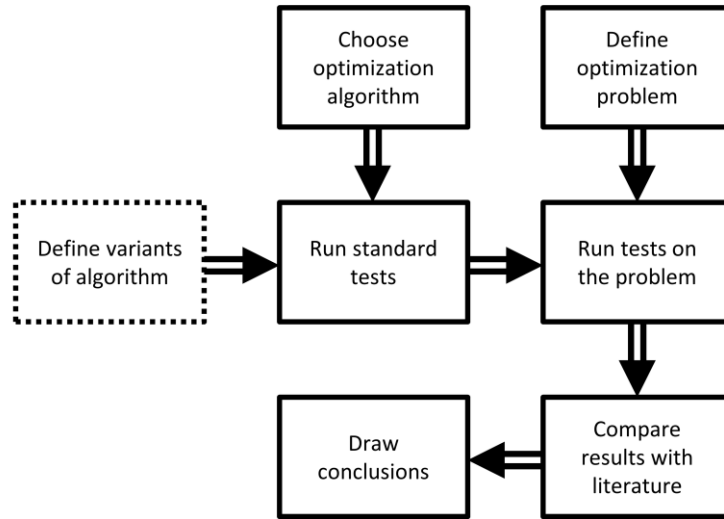 Choose
optimization
algorithm
Define
optimization
problem
Define variants
of algorithm
Run standard
tests
Run tests on
the problem
Draw
conclusions
Compare
results with
literature